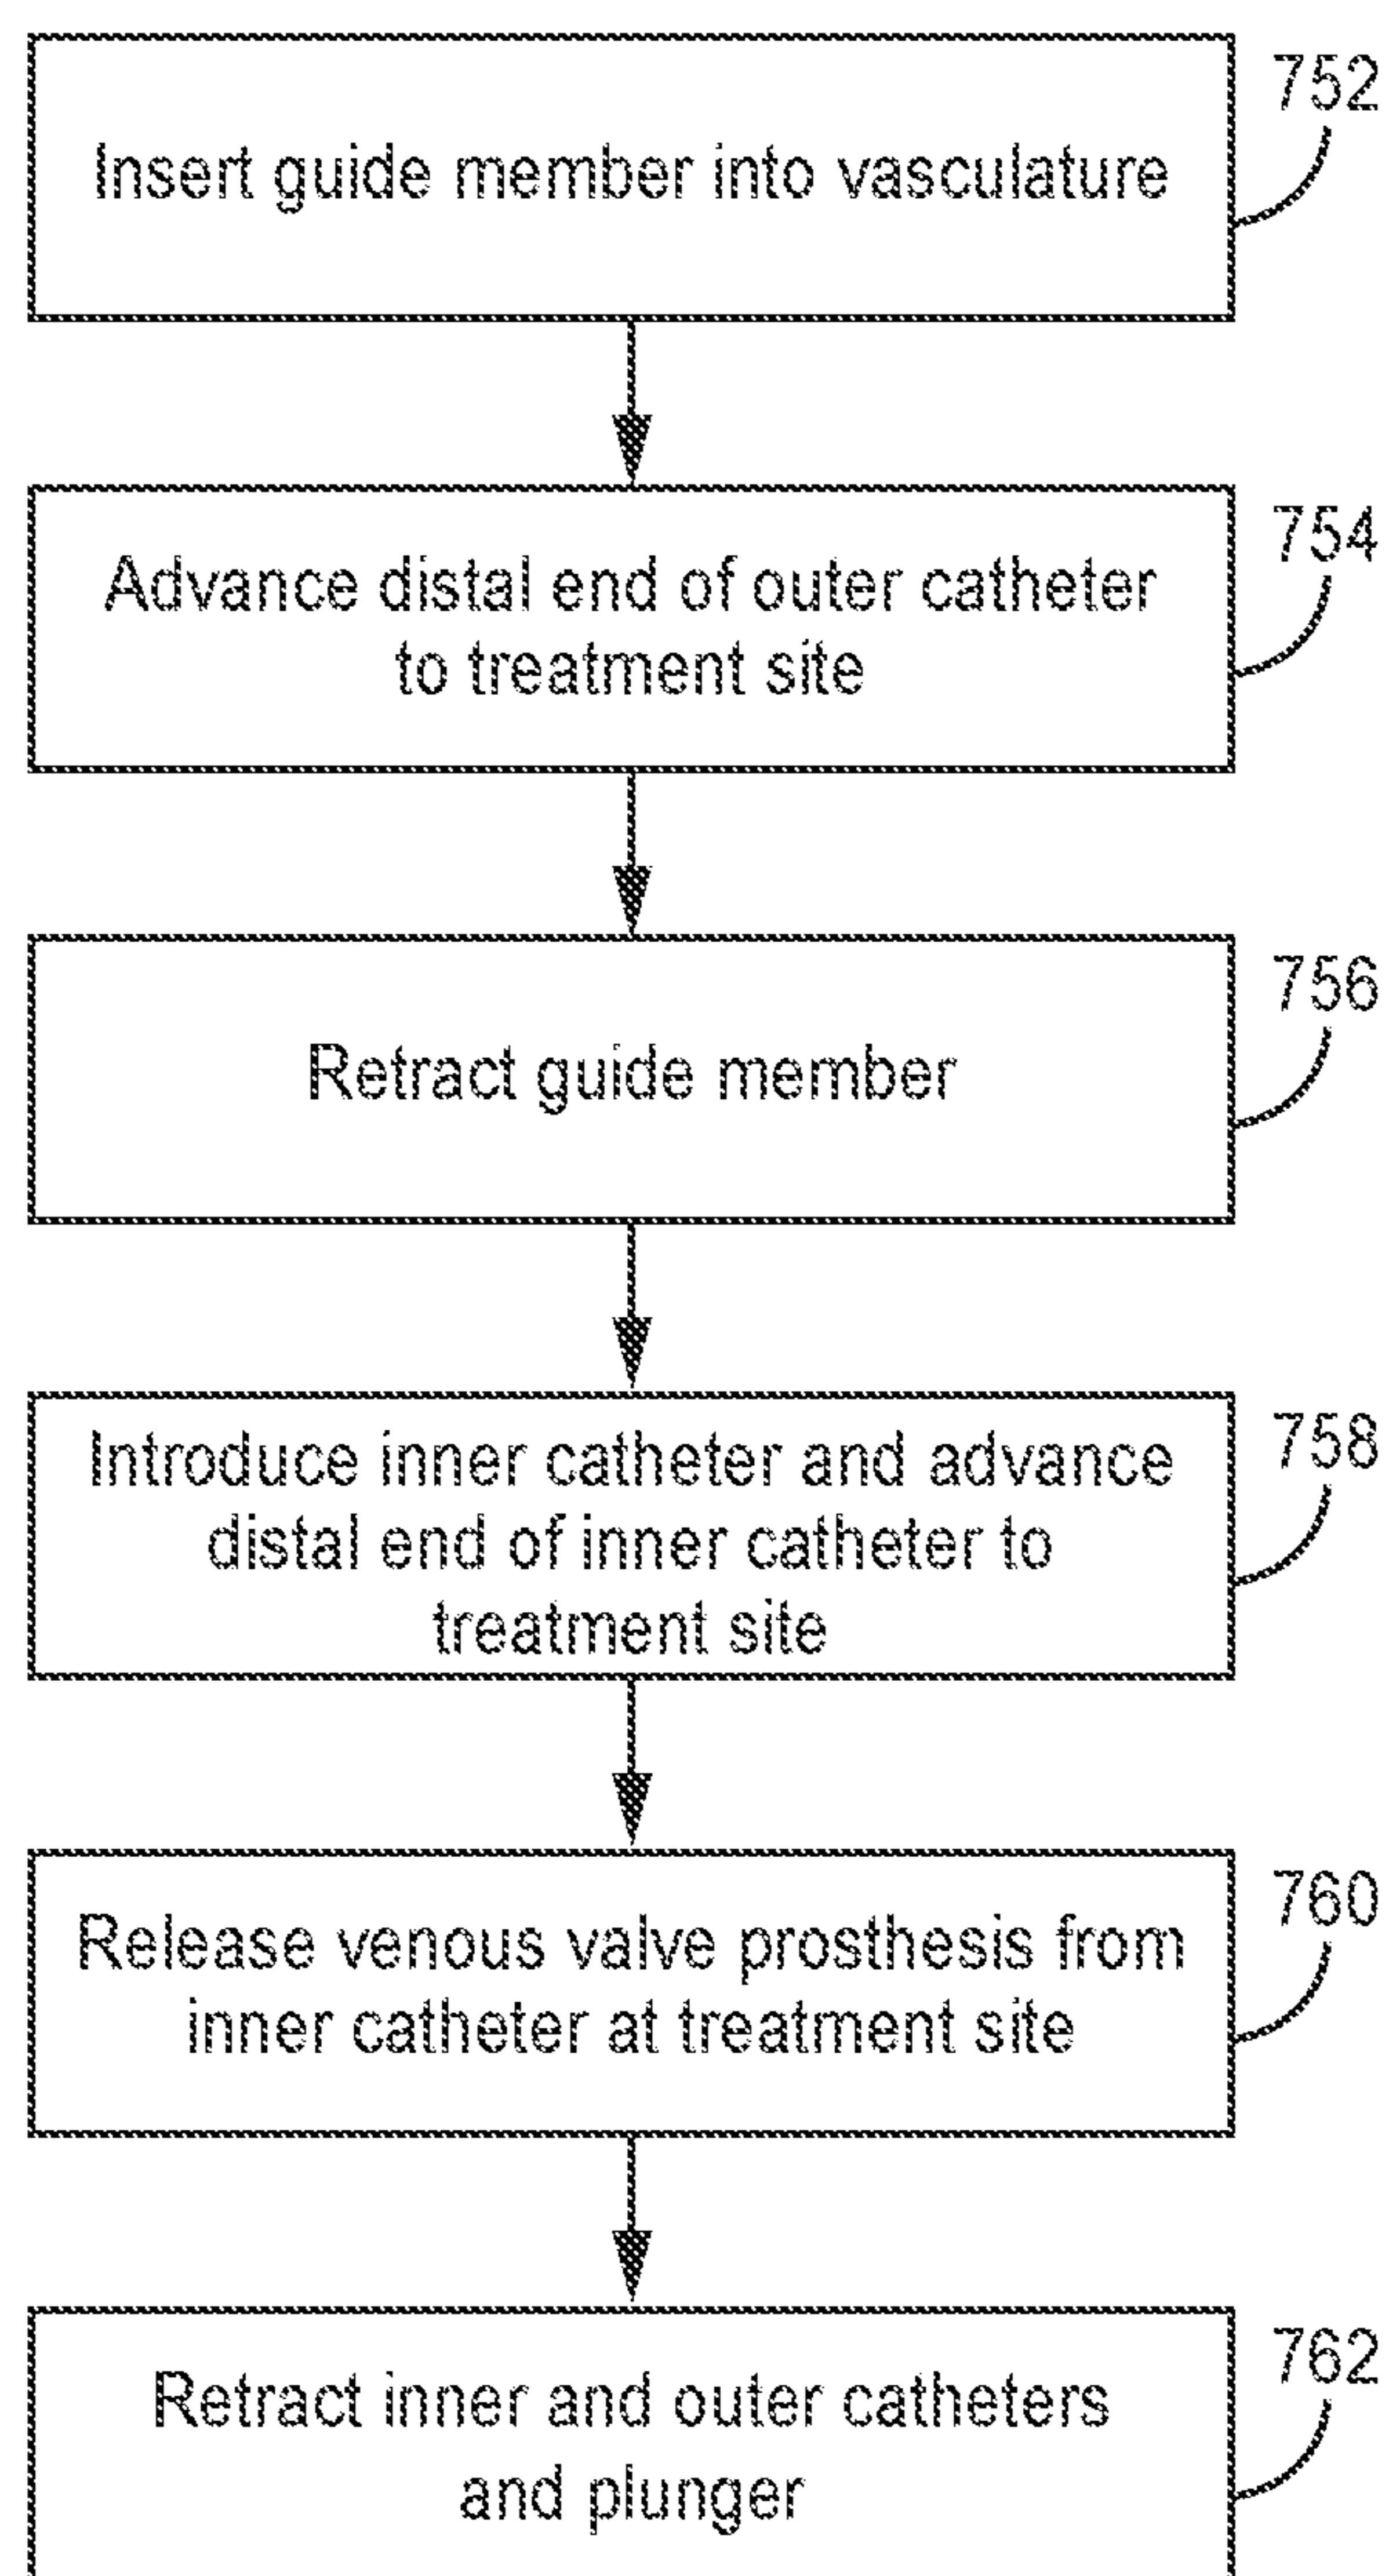 752
Insert guide member into vasculature
754
Advance distal end of outer catheter
to treatment site
756
Retract guide member
758
Introduce inner catheter and advance
distal end of inner catheter to
treatment site
760
Release venous valve prosthesis from
inner catheter at treatment site
762
Retract inner and outer catheters
and plunger